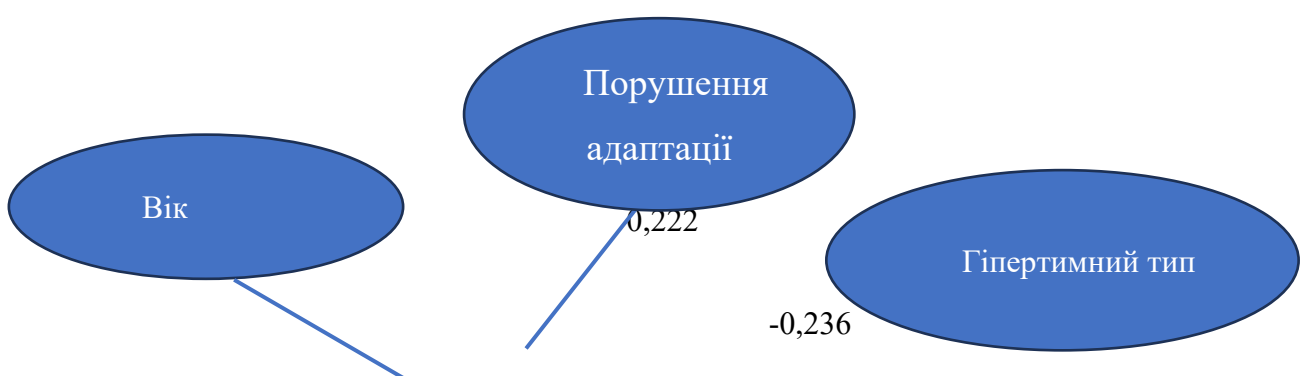 Порушення
адаптації
Вік
0,222
Гіпертимний тип
-0,236